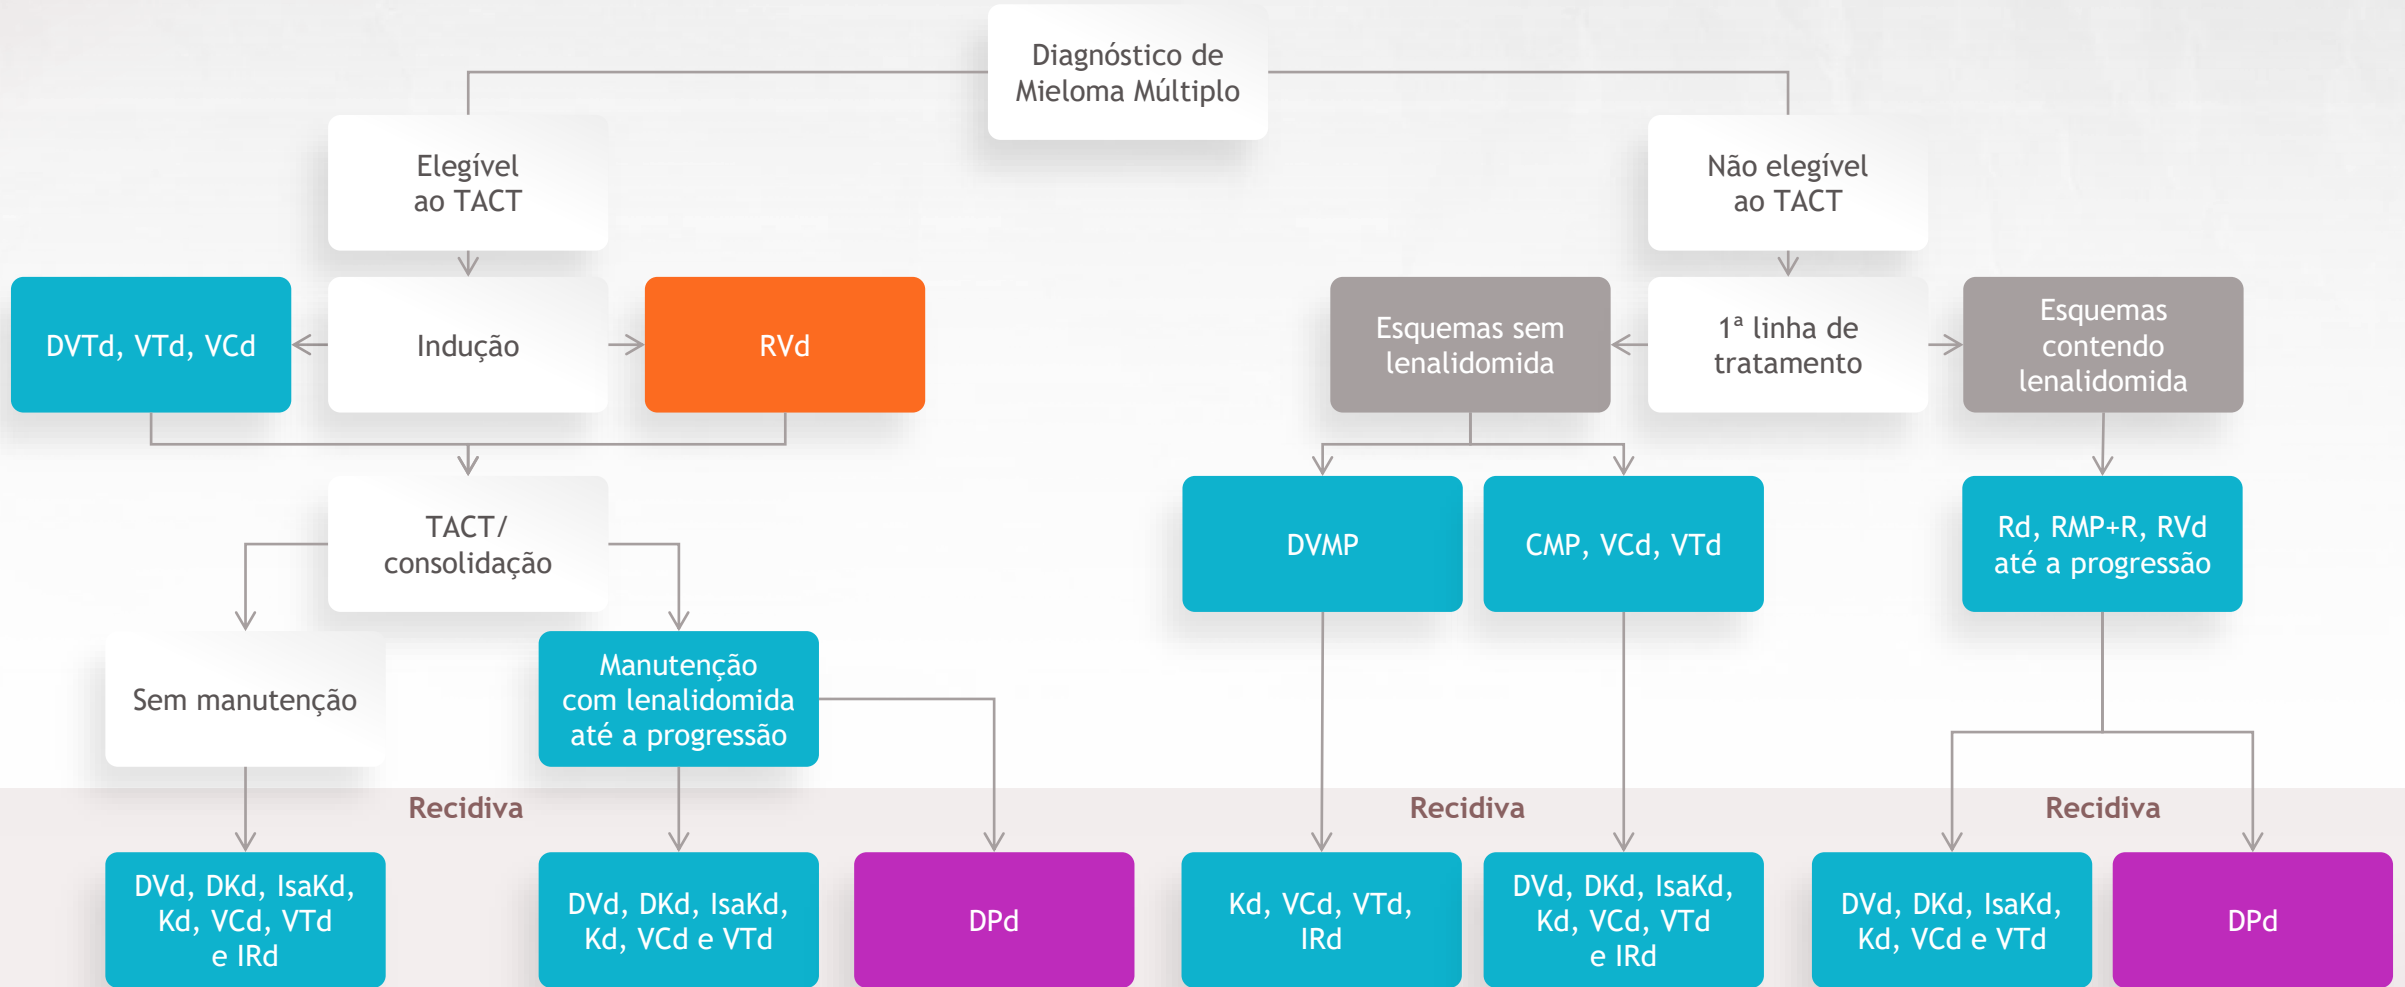 Diagnóstico de
Mieloma Múltiplo
Elegível
ao TACT
Não elegível
ao TACT
DVTd, VTd, VCd
Indução
RVd
Esquemas sem
lenalidomida
1ª linha de
tratamento
Esquemas
contendo
lenalidomida
TACT/
consolidação
DVMP
CMP, VCd, VTd
Rd, RMP+R, RVd
até a progressão
Sem manutenção
Manutenção
com lenalidomida
até a progressão
Recidiva
Recidiva
Recidiva
DVd, DKd, IsaKd,
Kd, VCd, VTd
e IRd
DVd, DKd, IsaKd,
Kd, VCd e VTd
DPd
Kd, VCd, VTd,
IRd
DVd, DKd, IsaKd,
Kd, VCd, VTd
e IRd
DVd, DKd, IsaKd,
Kd, VCd e VTd
DPd